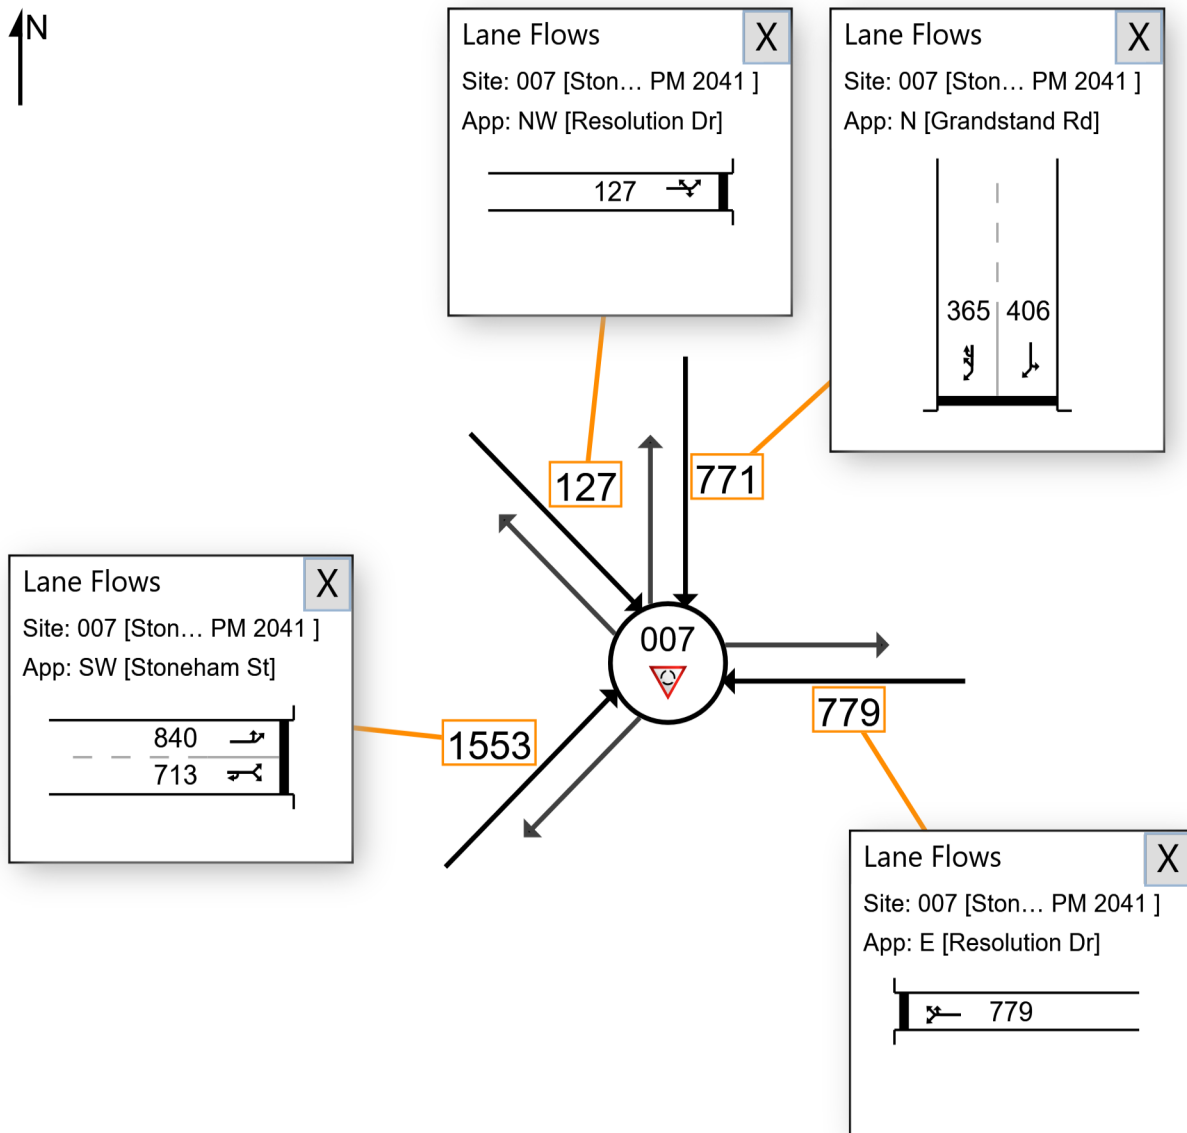 N
Lane Flows
X
Site: 007 [Ston... PM 2041 ]
App: NW [Resolution Dr]
127
Lane Flows
X
Site: 007 [Ston... PM 2041 ]
App: N [Grandstand Rd]
365 406
127
771
Lane Flows
X
Site: 007 [Ston... PM 2041 ]
App: SW [Stoneham St]
840
713
007
1553
779
Lane Flows
X
Site: 007 [Ston... PM 2041 ]
App: E [Resolution Dr]
779